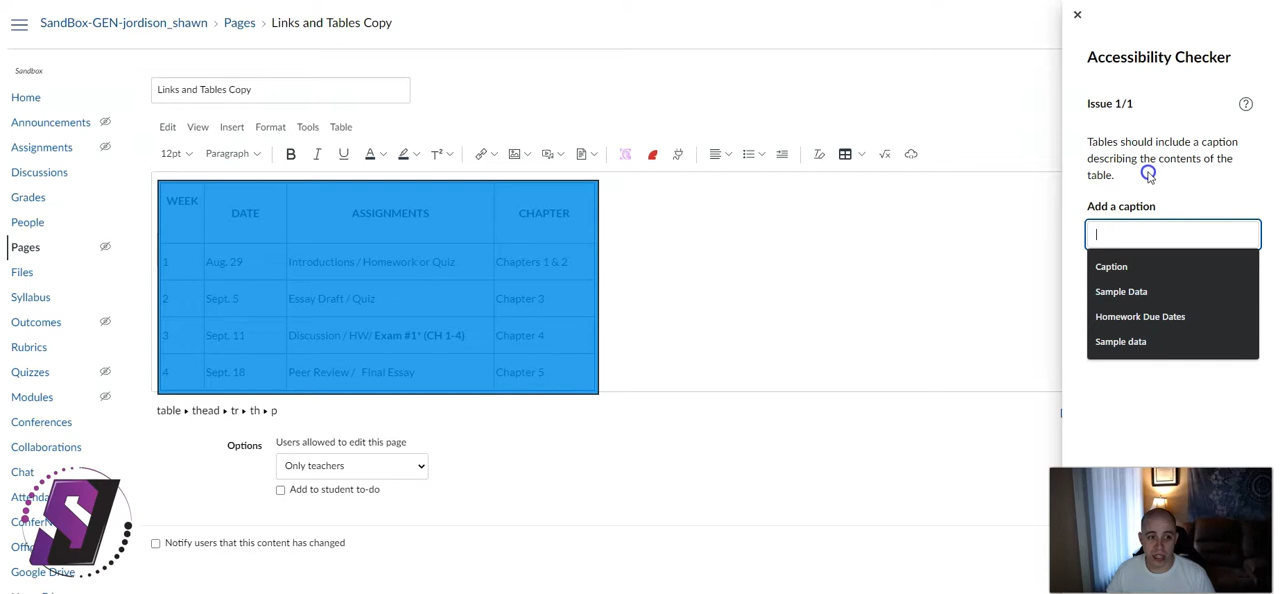 SandBox-GEN-jordison_shawn > Pages > Links and Tables Copy
Sandbox
Home
Announcements
Assignments
Discussions
Grades
People
Pages
Files
Syllabus
Outcomes
Rubrics
Quizzes
Modules
Conferences
Collaborations
Chat
Google Drive
Links and Tables Copy
Edit View Insert Format Tools Table
12pt Paragraph B I U A T²
WEEK DATE ASSIGNMENTS CHAPTER
1 Aug. 29 Introductions / Homework or Quiz Chapters 1 & 2
2 Sept. 5 Essay Draft / Quiz Chapter 3
3 Sept. 11 Discussion / HW/ Exam #1* (CH 1-4) Chapter 4
4 Sept. 18 Peer Review / Final Essay Chapter 5
table ▸ thead ▸ tr ▸ th ▸ p
Options Users allowed to edit this page
Only teachers
Add to student to-do
Notify users that this content has changed
Accessibility Checker
Issue 1/1
Tables should include a caption
describing the contents of the
table.
Add a caption
Caption
Sample Data
Homework Due Dates
Sample data